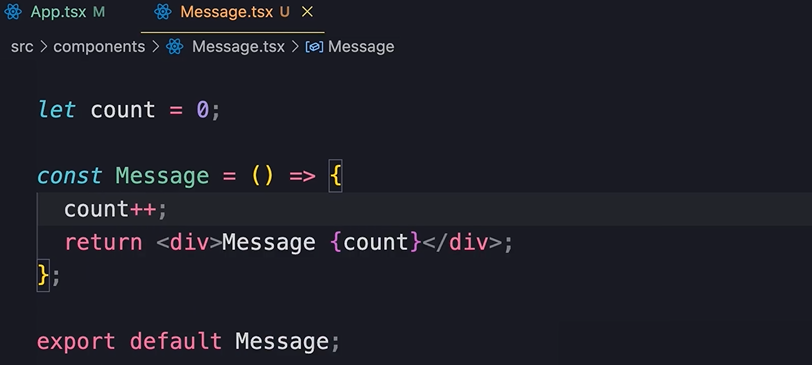 App.tsx M Message.tsx U ×
src > components > Message.tsx > Message
let count = 0;
const Message = () => {
count++;
return <div>Message {count}</div>;
};
export default Message;